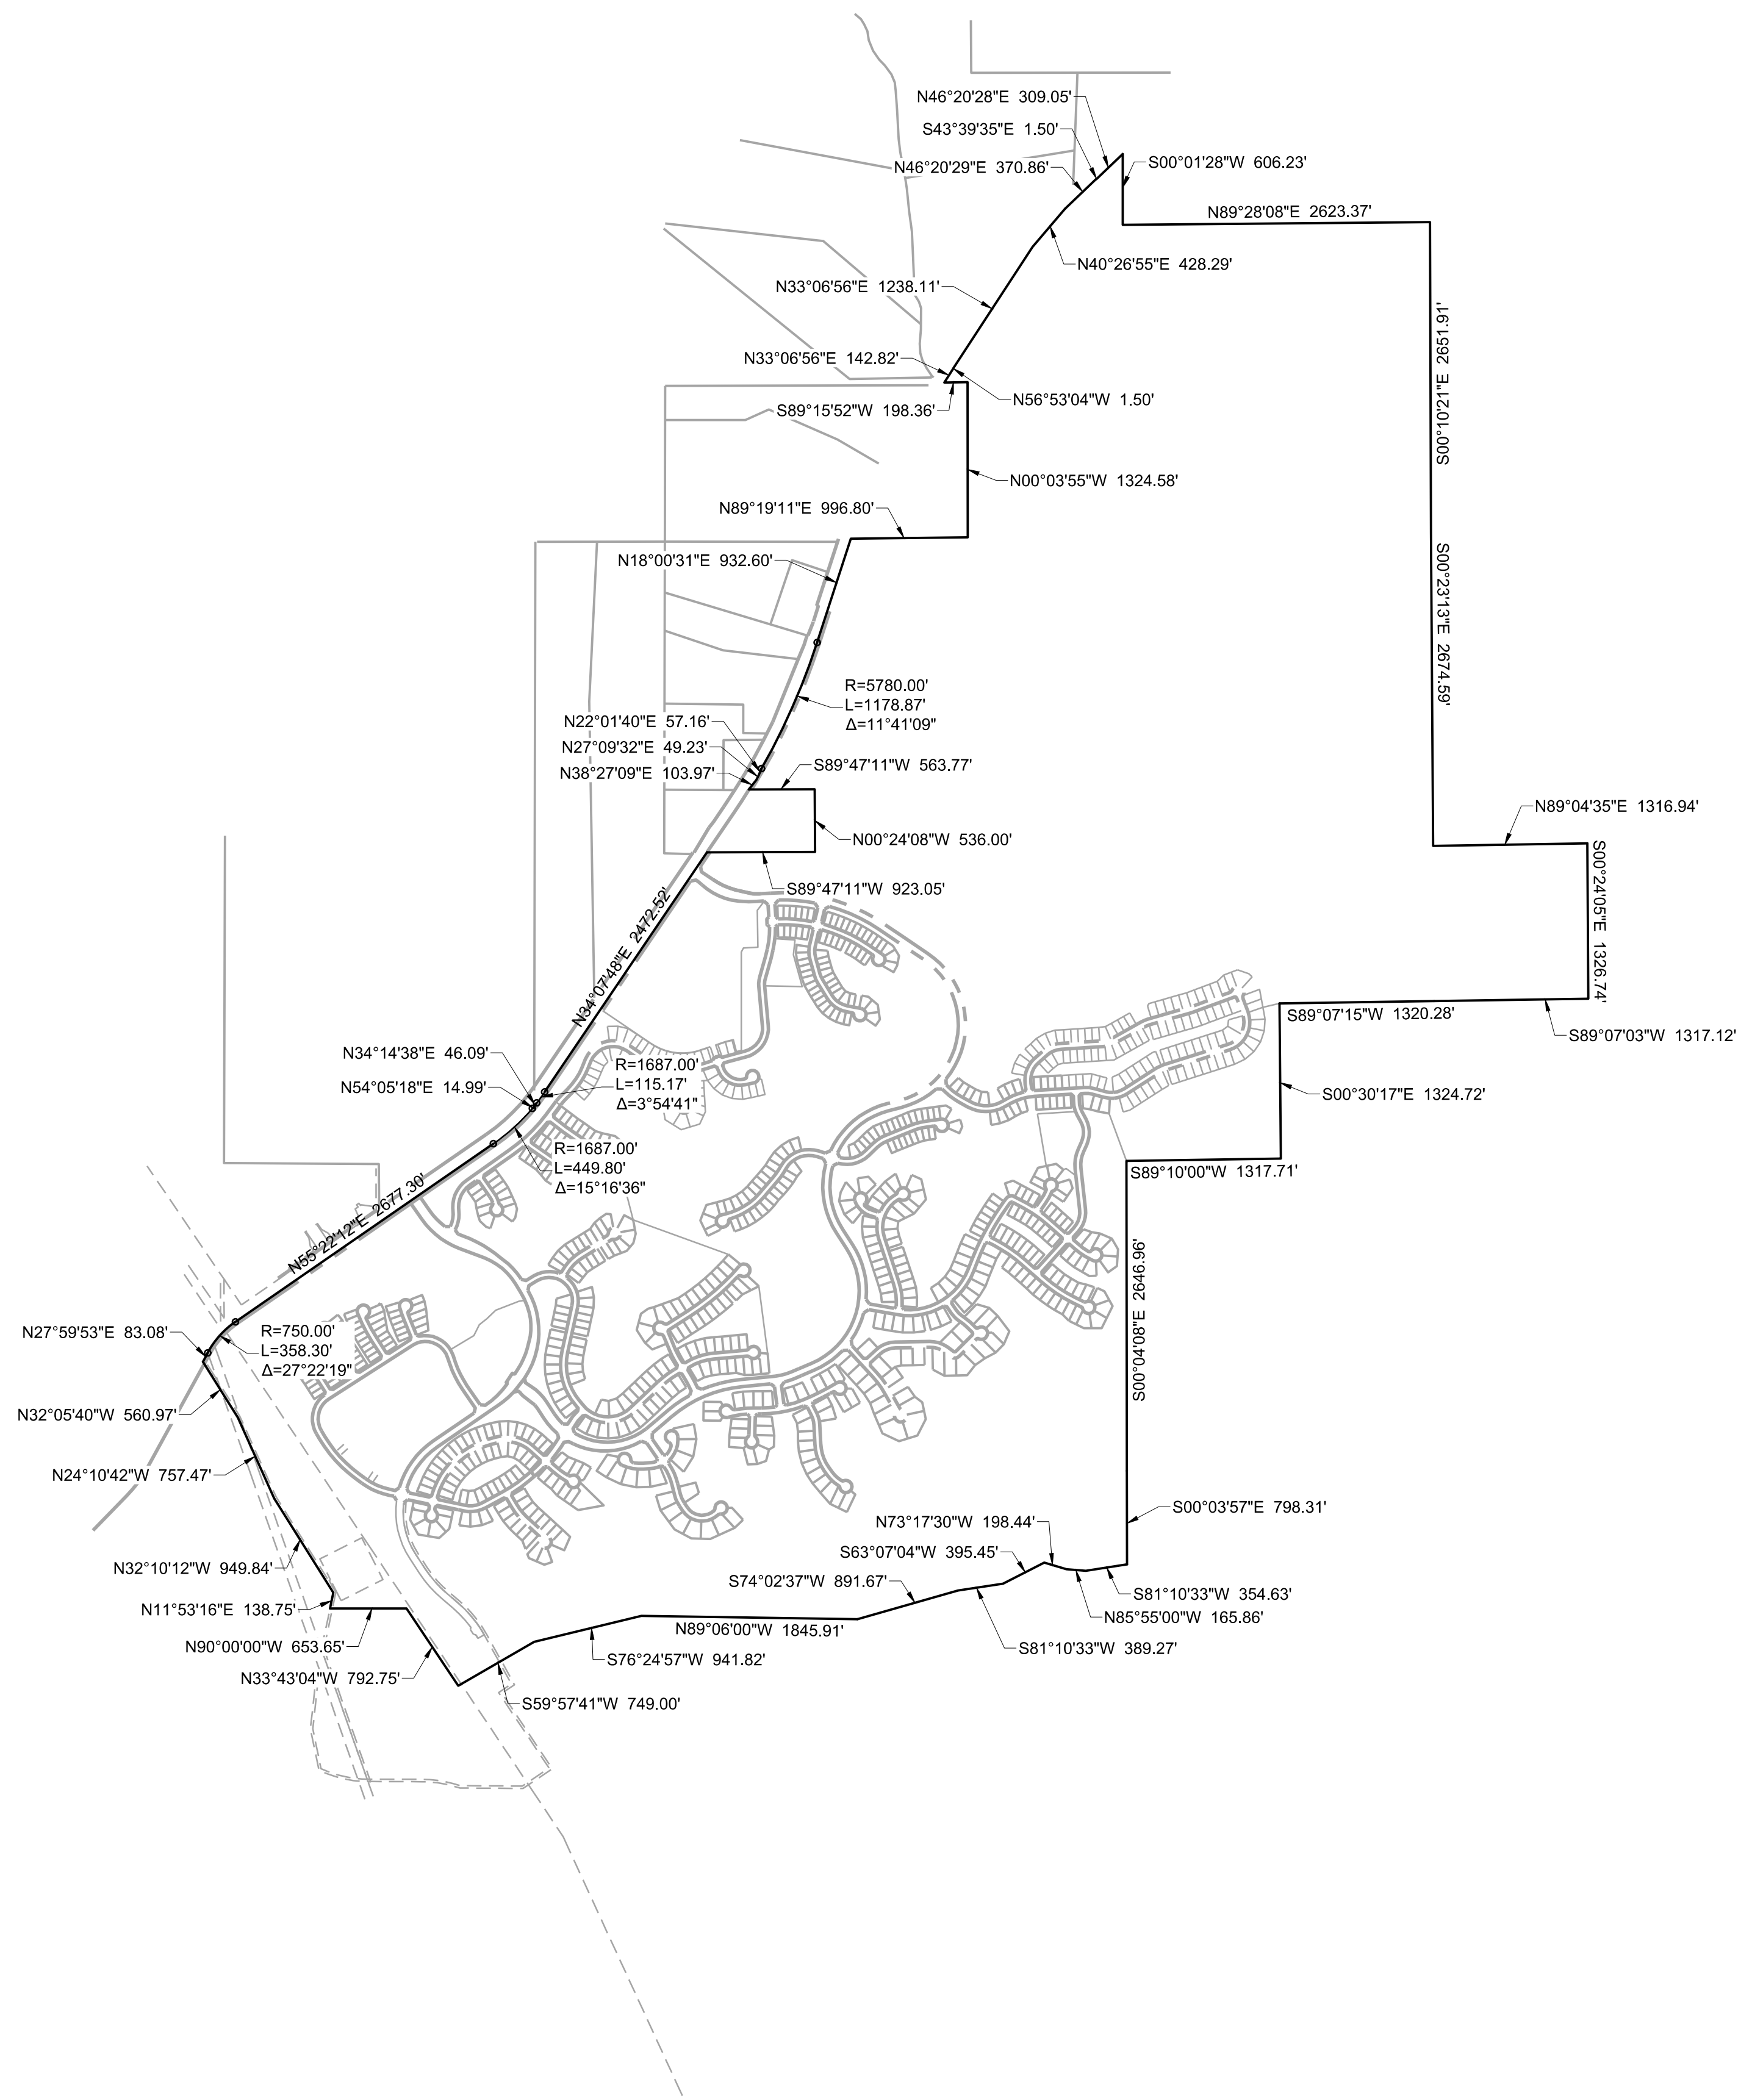 N46°20'28"E 309.05'
S43°39'35"E 1.50'
N46°20'29"E 370.86'
S00°01'28"W 606.23'
N89°28'08"E 2623.37'
N40°26'55"E 428.29'
N33°06'56"E 1238.11'
S00°10'21"E 2651.91'
N33°06'56"E 142.82'
N56°53'04"W 1.50'
S89°15'52"W 198.36'
N00°03'55"W 1324.58'
N89°19'11"E 996.80'
N18°00'31"E 932.60'
S00°23'13"E 2674.59'
R=5780.00'
L=1178.87'
Δ=11°41'09"
N22°01'40"E 57.16'
N27°09'32"E 49.23'
N38°27'09"E 103.97'
S89°47'11"W 563.77'
N89°04'35"E 1316.94'
N00°24'08"W 536.00'
S89°47'11"W 923.05'
S00°24'05"E 1326.74'
N34°07'48"E 2472.52'
S89°07'15"W 1320.28'
S89°07'03"W 1317.12'
N34°14'38"E 46.09'
N54°05'18"E 14.99'
R=1687.00'
L=115.17'
Δ=3°54'41"
S00°30'17"E 1324.72'
R=1687.00'
L=449.80'
Δ=15°16'36"
S89°10'00"W 1317.71'
N55°22'12"E 2677.30'
S00°04'08"E 2646.96'
N27°59'53"E 83.08'
R=750.00'
L=358.30'
Δ=27°22'19"
N32°05'40"W 560.97'
N24°10'42"W 757.47'
S00°03'57"E 798.31'
N73°17'30"W 198.44'
S63°07'04"W 395.45'
N32°10'12"W 949.84'
S74°02'37"W 891.67'
S81°10'33"W 354.63'
N11°53'16"E 138.75'
N85°55'00"W 165.86'
N89°06'00"W 1845.91'
N90°00'00"W 653.65'
S81°10'33"W 389.27'
S76°24'57"W 941.82'
N33°43'04"W 792.75'
S59°57'41"W 749.00'